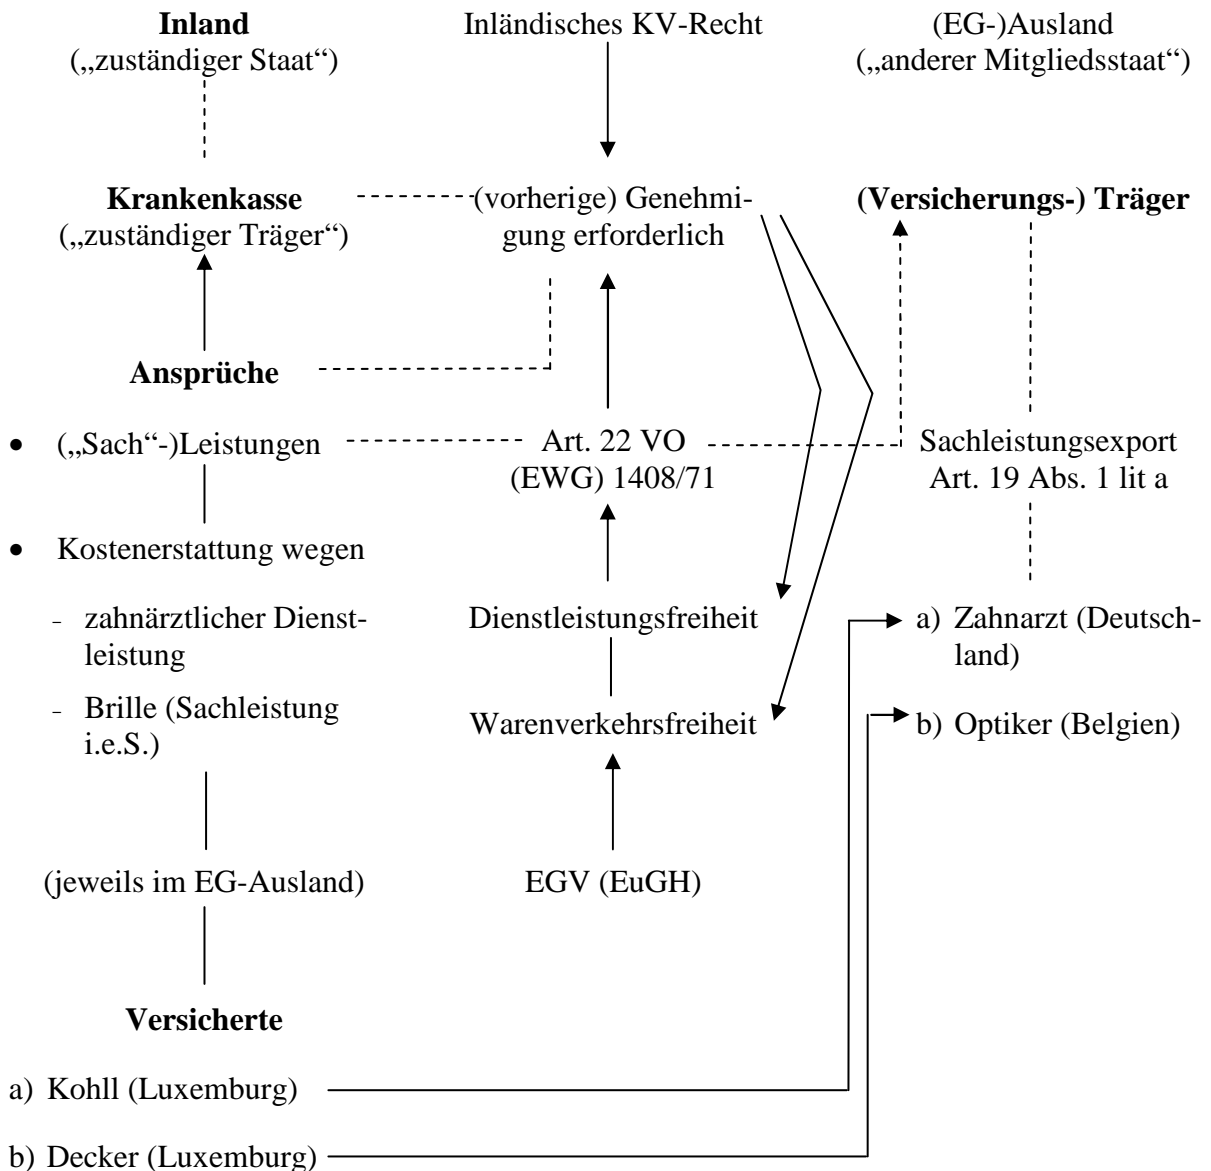 Inland
(„zuständiger Staat“)
Inländisches KV-Recht
(EG-)Ausland
(„anderer Mitgliedsstaat“)
Krankenkasse
(„zuständiger Träger“)
(vorherige) Genehmi-
gung erforderlich
(Versicherungs-) Träger
Ansprüche
• („Sach“-)Leistungen
Art. 22 VO
(EWG) 1408/71
Sachleistungsexport
Art. 19 Abs. 1 lit a
• Kostenerstattung wegen
- zahnärztlicher Dienst-
leistung
Dienstleistungsfreiheit
a) Zahnarzt (Deutsch-
land)
- Brille (Sachleistung
i.e.S.)
Warenverkehrsfreiheit
b) Optiker (Belgien)
(jeweils im EG-Ausland)
EGV (EuGH)
Versicherte
a) Kohll (Luxemburg)
b) Decker (Luxemburg)